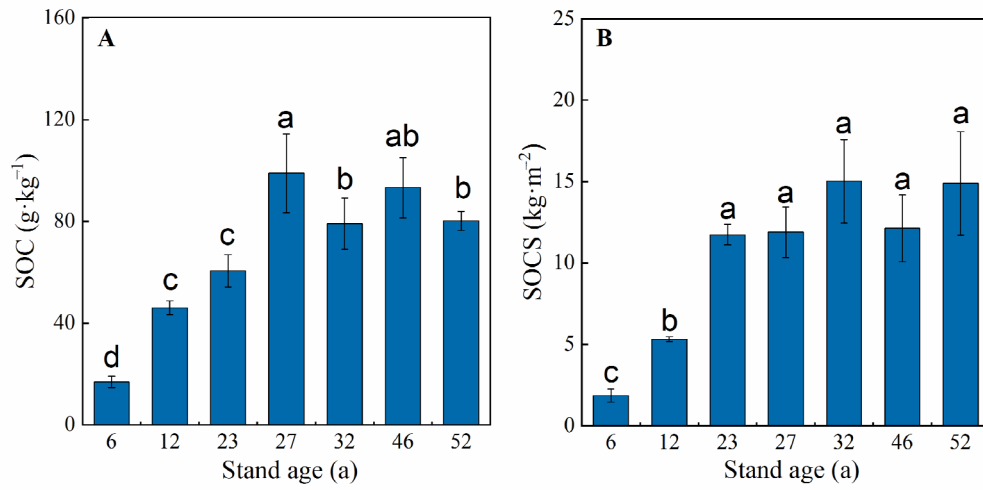 A
SOC (g·kg⁻¹)
160
120
80
40
0
d
c
c
a
b
ab
b
6 12 23 27 32 46 52
Stand age (a)
B
SOCS (kg·m⁻²)
25
20
15
10
5
0
c
b
a
a
a
a
a
6 12 23 27 32 46 52
Stand age (a)